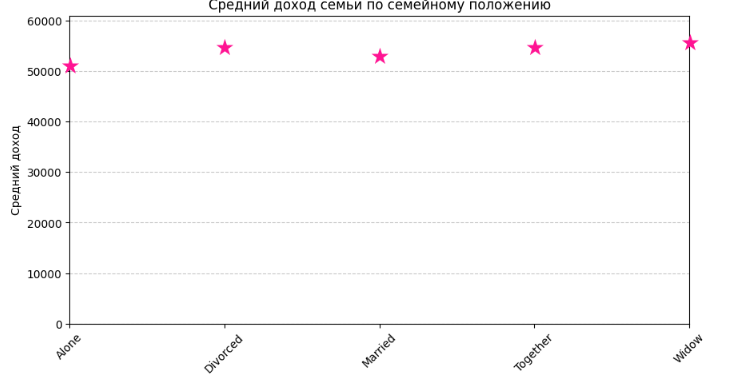 Средний доход семьи по семейному положению
60000
50000
40000
30000
20000
10000
0
Средний доход
Alone
Divorced
Married
Together
Widow